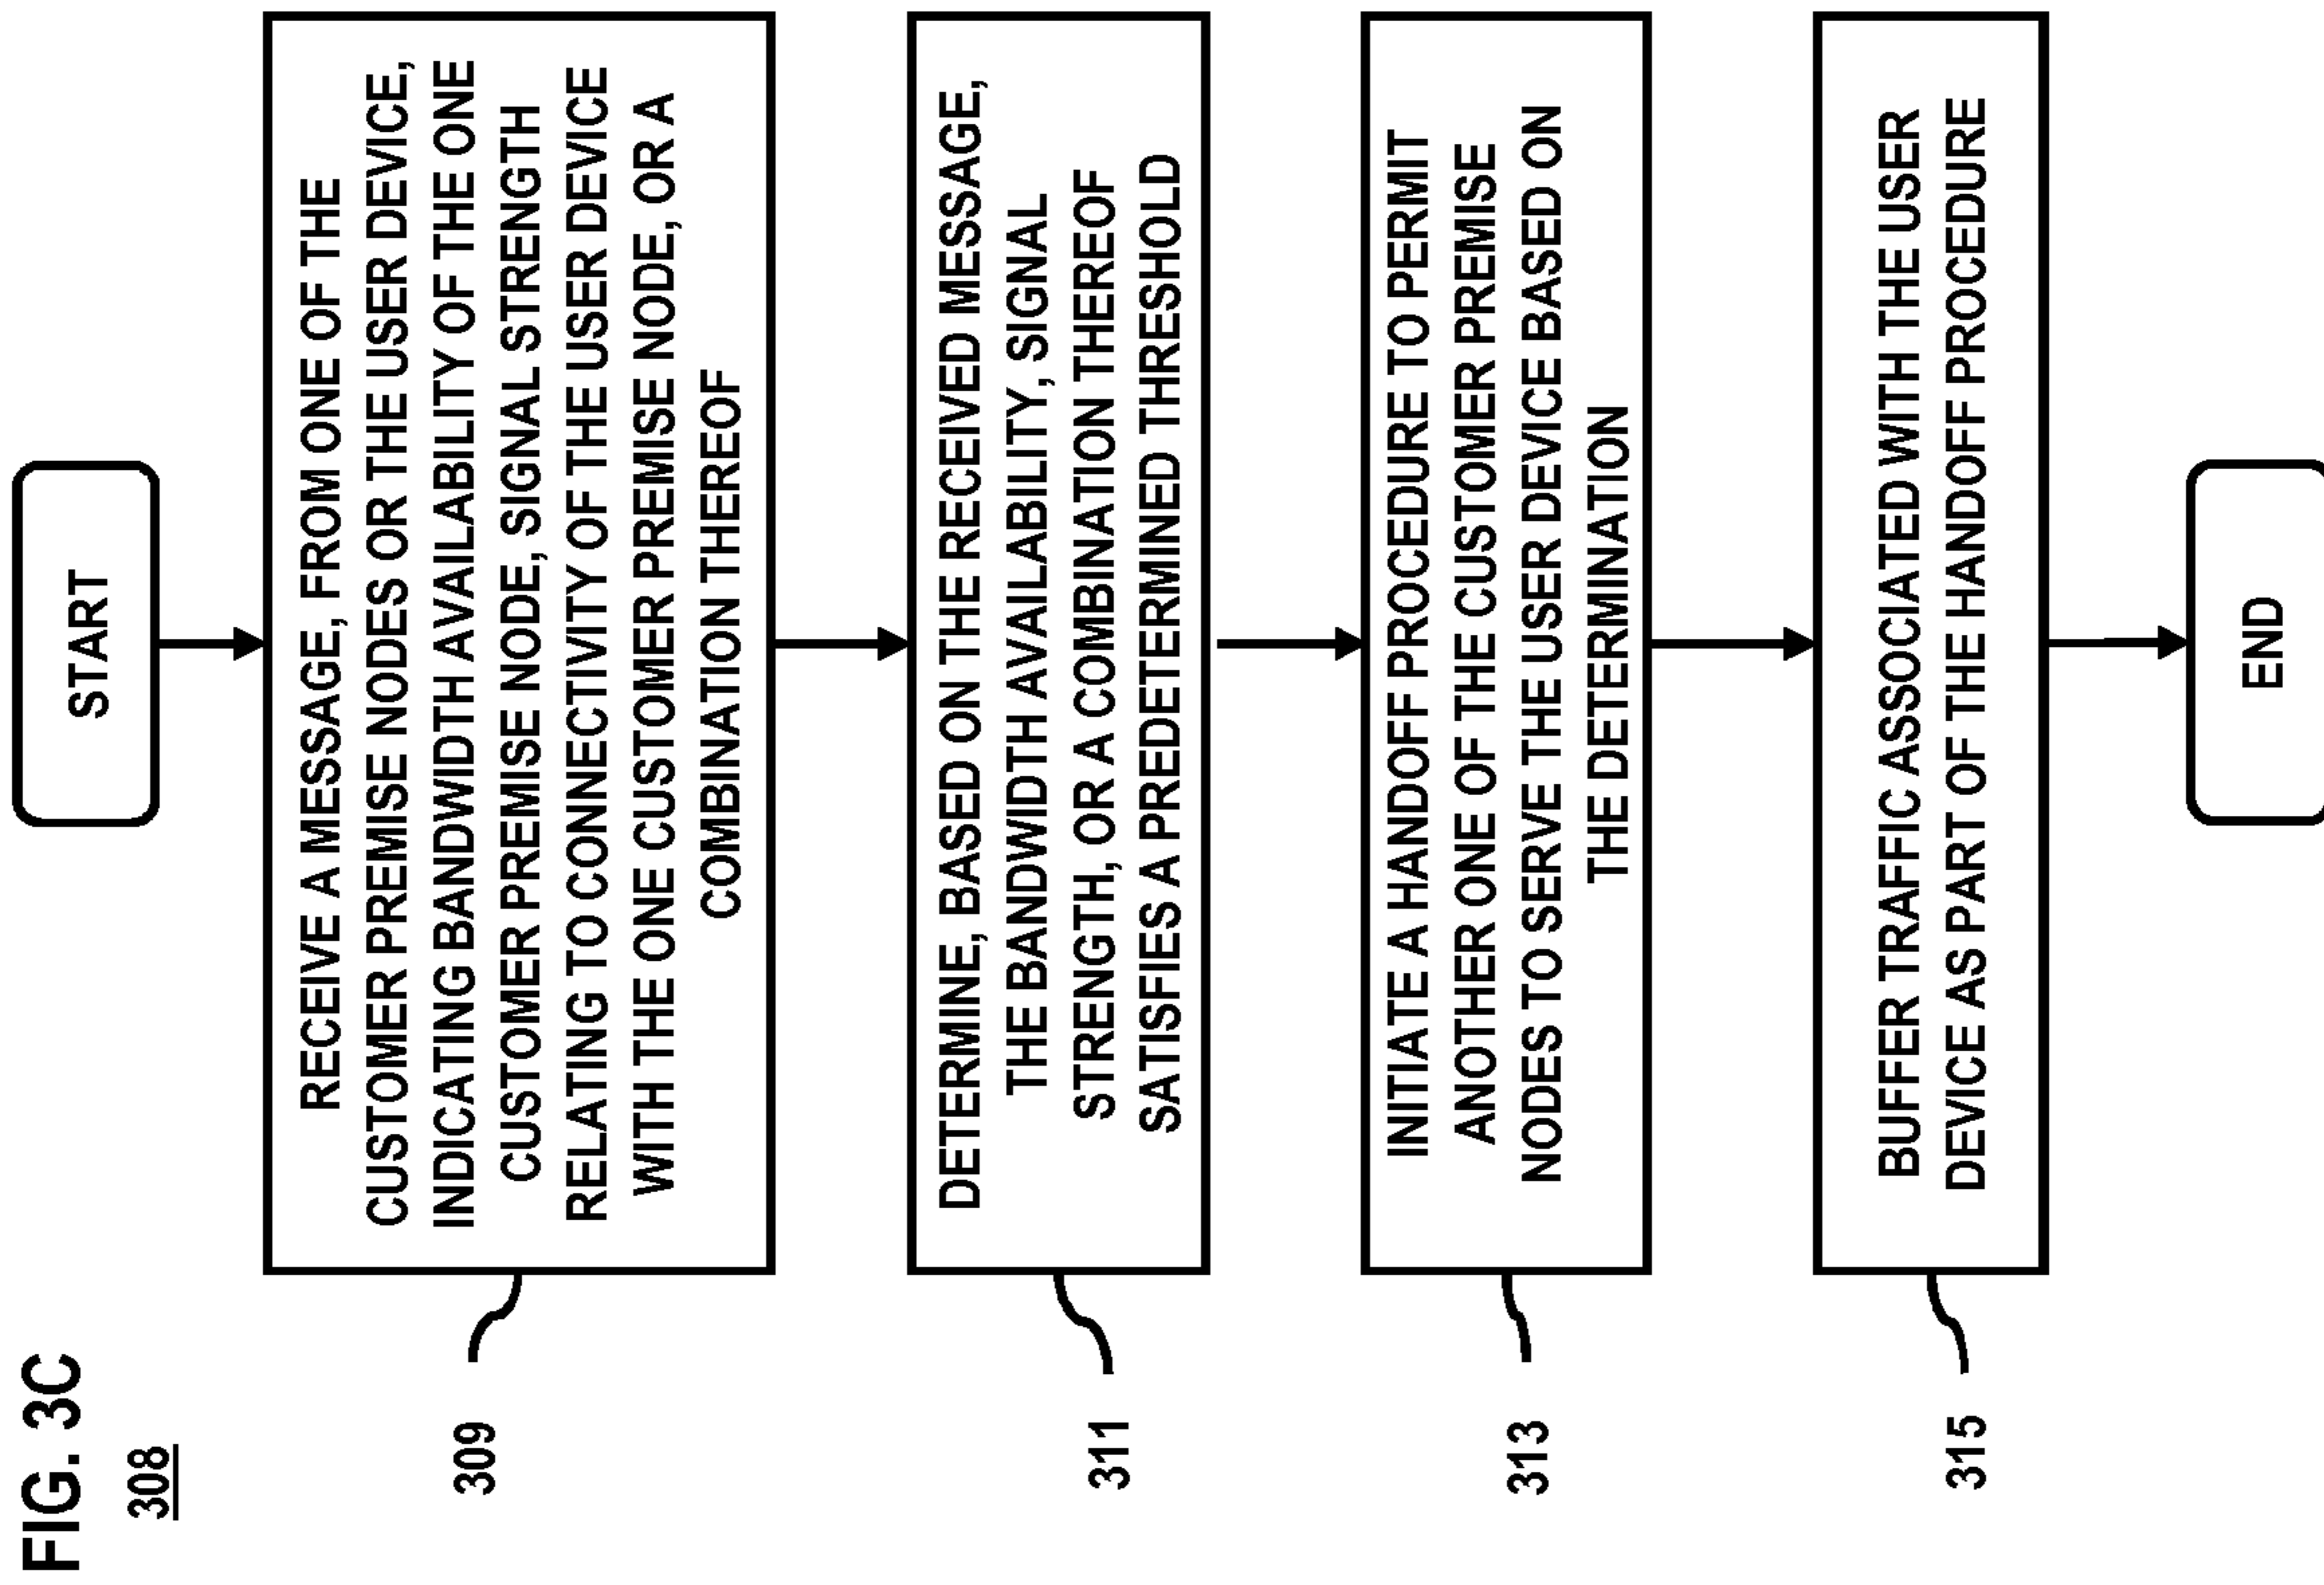 FIG. 3C
308
START
RECEIVE A MESSAGE, FROM ONE OF THE
CUSTOMER PREMISE NODES OR THE USER DEVICE,
INDICATING BANDWIDTH AVAILABILITY OF THE ONE
CUSTOMER PREMISE NODE, SIGNAL STRENGTH
RELATING TO CONNECTIVITY OF THE USER DEVICE
WITH THE ONE CUSTOMER PREMISE NODE, OR A
COMBINATION THEREOF
309
DETERMINE, BASED ON THE RECEIVED MESSAGE,
THE BANDWIDTH AVAILABILITY, SIGNAL
STRENGTH, OR A COMBINATION THEREOF
SATISFIES A PREDETERMINED THRESHOLD
311
INITIATE A HANDOFF PROCEDURE TO PERMIT
ANOTHER ONE OF THE CUSTOMER PREMISE
NODES TO SERVE THE USER DEVICE BASED ON
THE DETERMINATION
313
BUFFER TRAFFIC ASSOCIATED WITH THE USER
DEVICE AS PART OF THE HANDOFF PROCEDURE
315
END